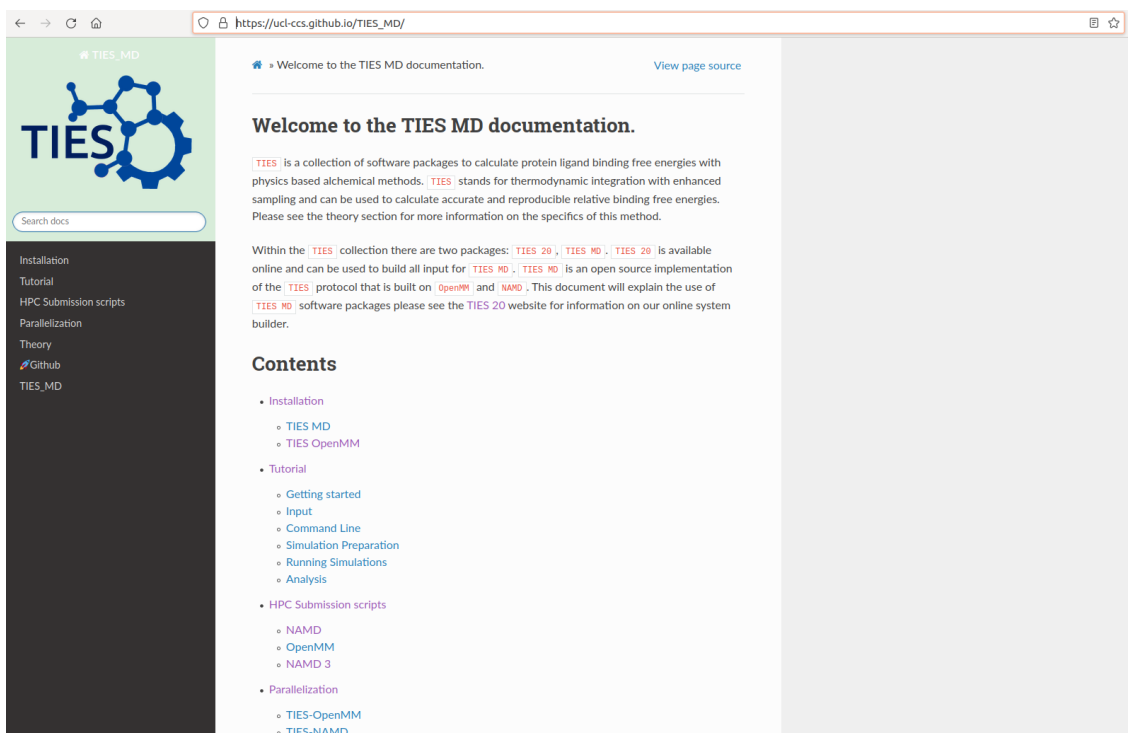 https://ucl-ccs.github.io/TIES_MD/
TIES_MD
TIES
Search docs
Installation
Tutorial
HPC Submission scripts
Parallelization
Theory
🚀Github
TIES_MD
» Welcome to the TIES MD documentation.
View page source
Welcome to the TIES MD documentation.
TIES is a collection of software packages to calculate protein ligand binding free energies with
physics based alchemical methods. TIES stands for thermodynamic integration with enhanced
sampling and can be used to calculate accurate and reproducible relative binding free energies.
Please see the theory section for more information on the specifics of this method.
Within the TIES collection there are two packages: TIES 20, TIES MD. TIES 20 is available
online and can be used to build all input for TIES MD. TIES MD is an open source implementation
of the TIES protocol that is built on OpenMM and NAMD. This document will explain the use of
TIES MD software packages please see the TIES 20 website for information on our online system
builder.
Contents
• Installation
◦ TIES MD
◦ TIES OpenMM
• Tutorial
◦ Getting started
◦ Input
◦ Command Line
◦ Simulation Preparation
◦ Running Simulations
◦ Analysis
• HPC Submission scripts
◦ NAMD
◦ OpenMM
◦ NAMD 3
• Parallelization
◦ TIES-OpenMM
◦ TIES-NAMD